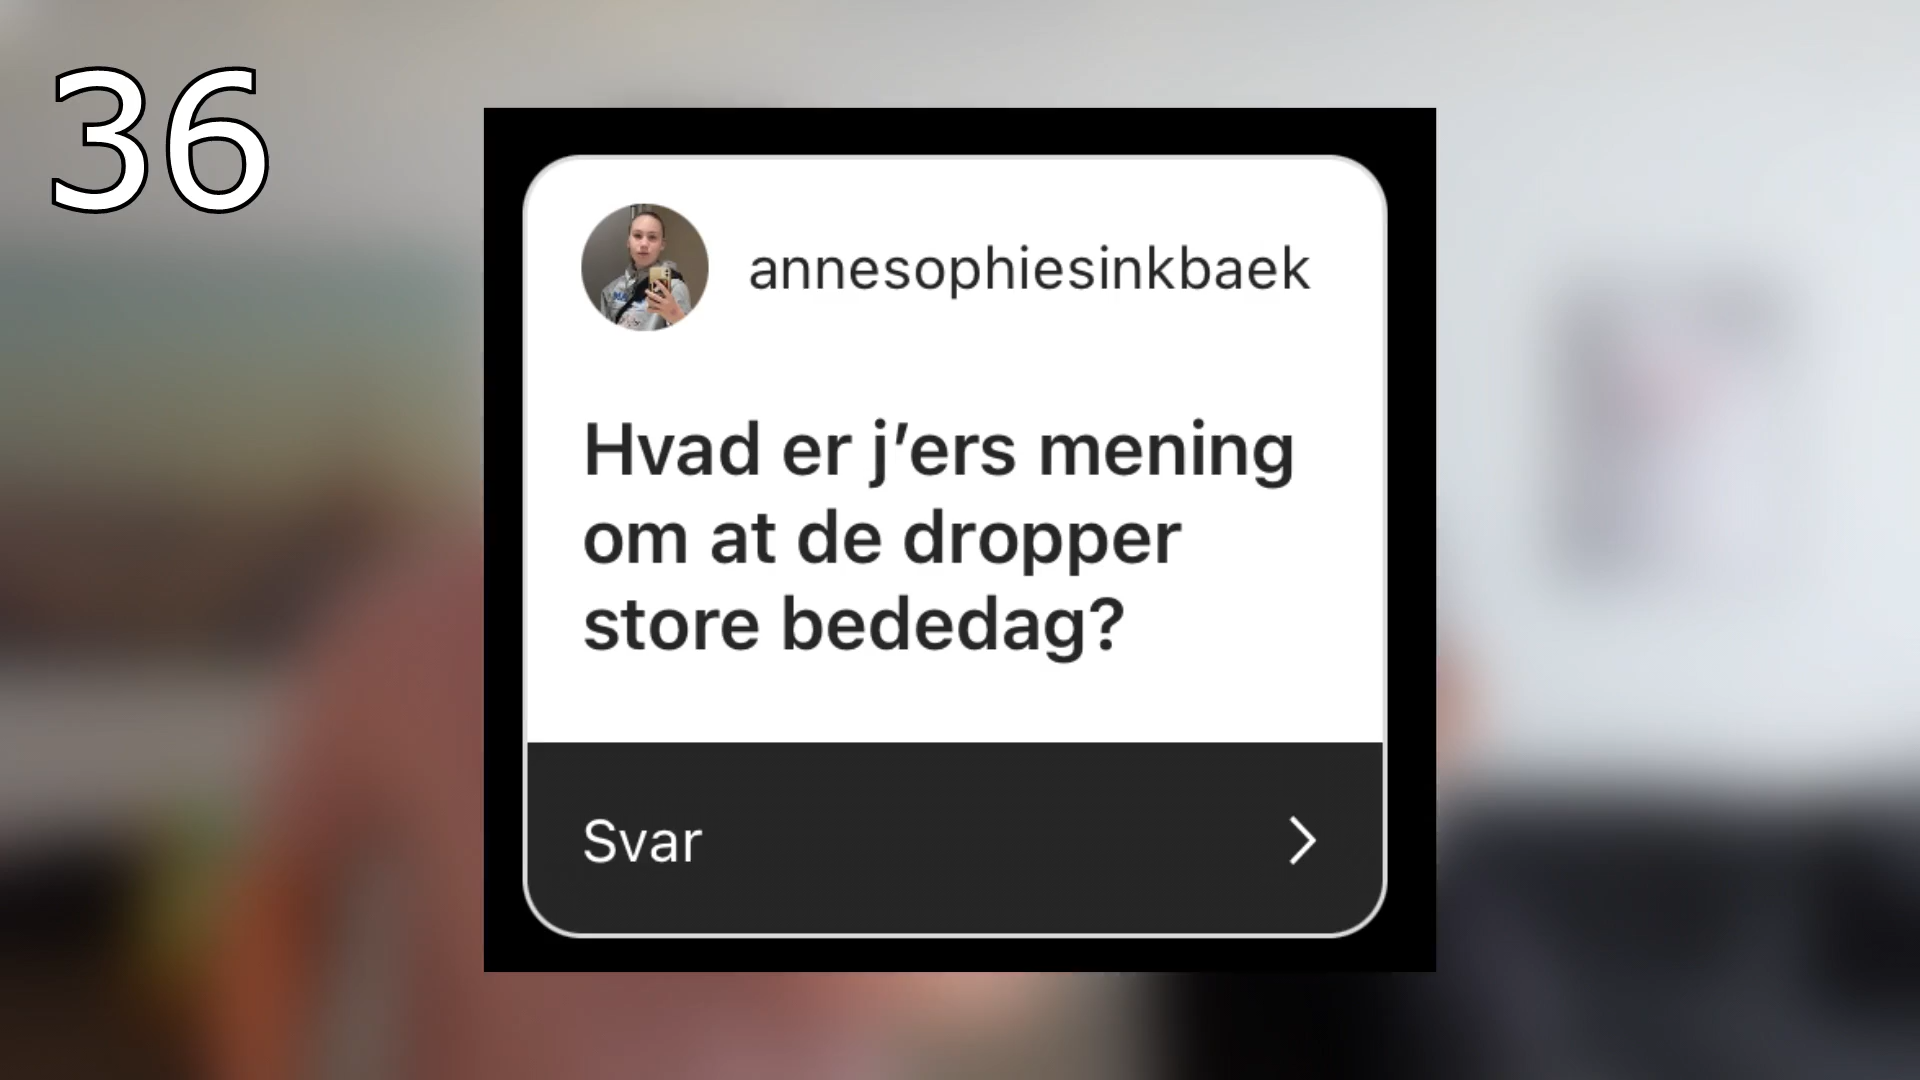 36
annesophiesinkbaek
Hvad er j’ers mening
om at de dropper
store bededag?
Svar